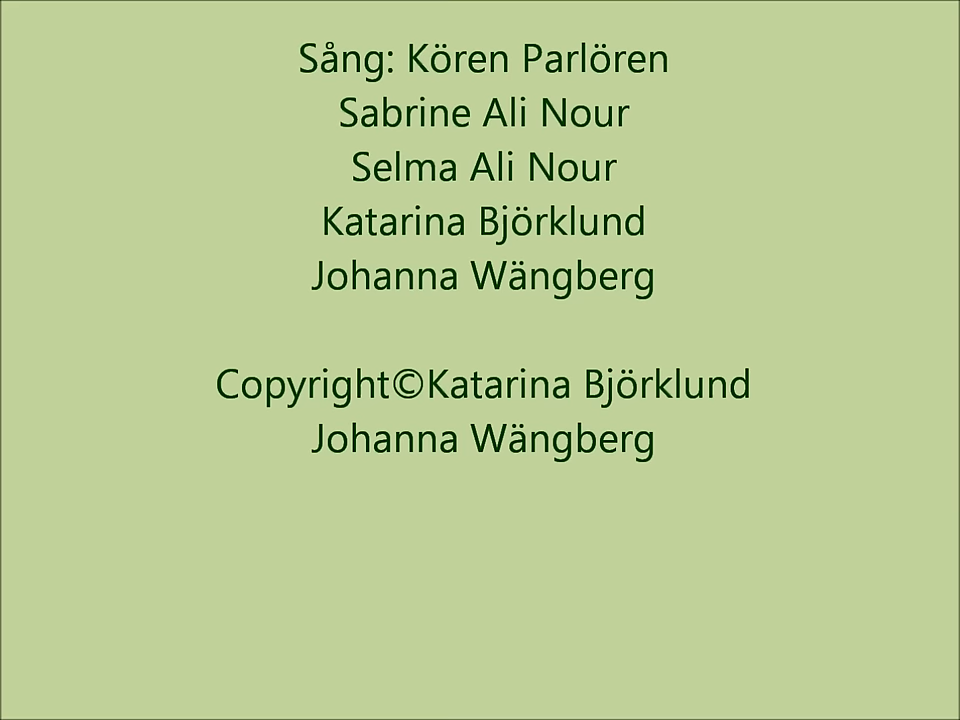 Sång: Kören Parlören
Sabrine Ali Nour
Selma Ali Nour
Katarina Björklund
Johanna Wängberg
Copyright©Katarina Björklund
Johanna Wängberg